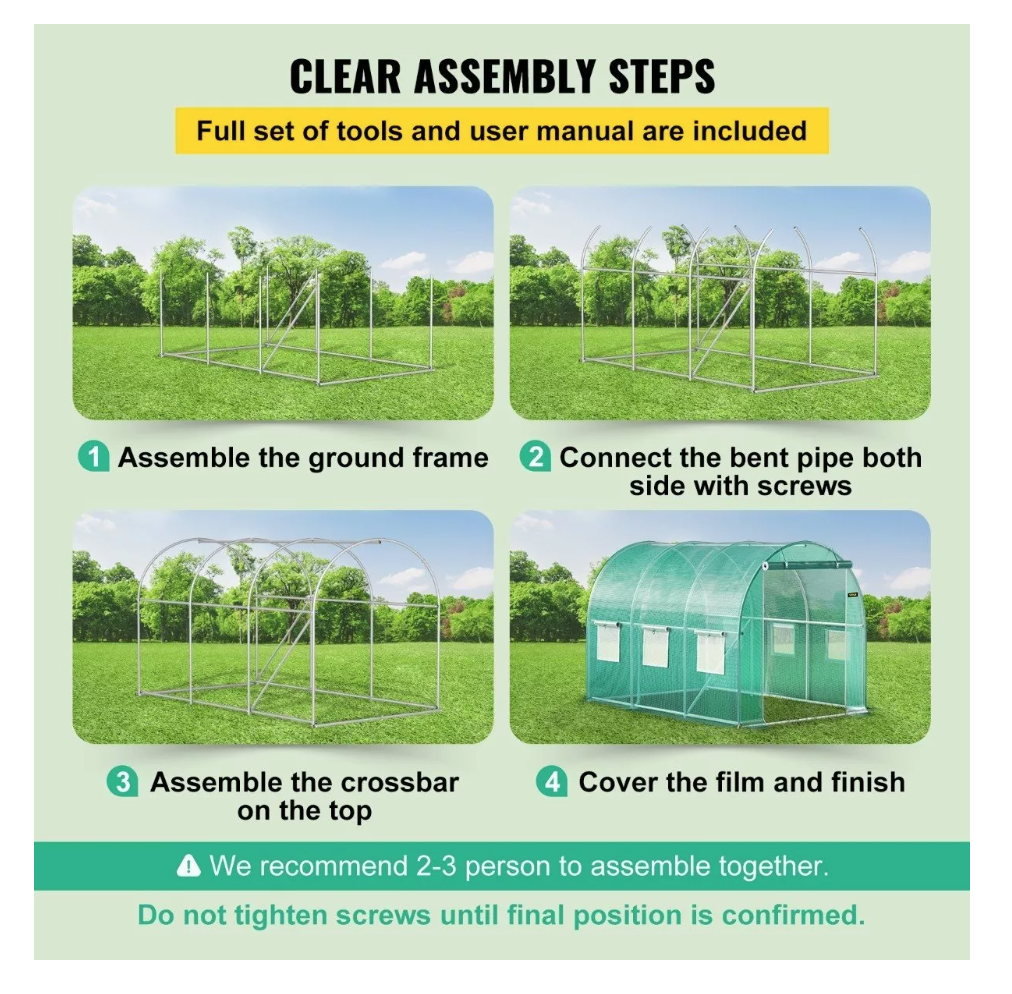 CLEAR ASSEMBLY STEPS
Full set of tools and user manual are included
1 Assemble the ground frame
2 Connect the bent pipe both
side with screws
3 Assemble the crossbar
on the top
4 Cover the film and finish
We recommend 2-3 person to assemble together.
Do not tighten screws until final position is confirmed.